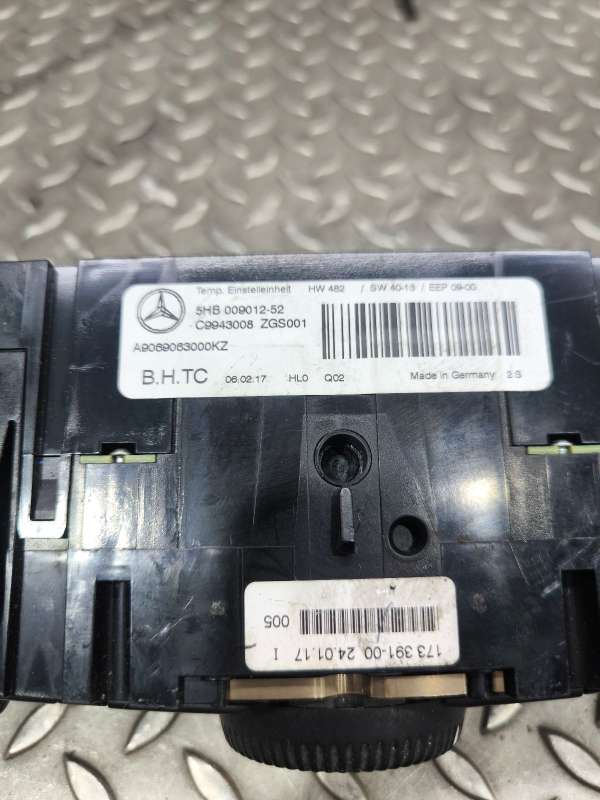 Temp. Einstelleinheit HW 482 / SW 40-13 / EEP 09-00
5HB 009012-52
C9943008 ZGS001
A9069063000KZ
B.H.TC 06.02.17 HL0 Q02 Made in Germany 2.S
173 391-00 24.01.17 I
005